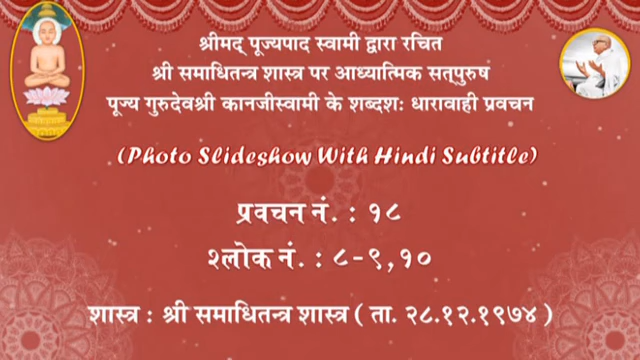 श्रीमद् पूज्यपाद स्वामी द्वारा रचित
श्री समाधितन्त्र शास्त्र पर आध्यात्मिक सत्पुरुष
पूज्य गुरुदेवश्री कानजीस्वामी के शब्दशः धारावाही प्रवचन
(Photo Slideshow With Hindi Subtitle)
प्रवचन नं. : १८
श्लोक नं. : ८-९,१०
शास्त्र : श्री समाधितन्त्र शास्त्र ( ता. २८.१२.१९७४ )